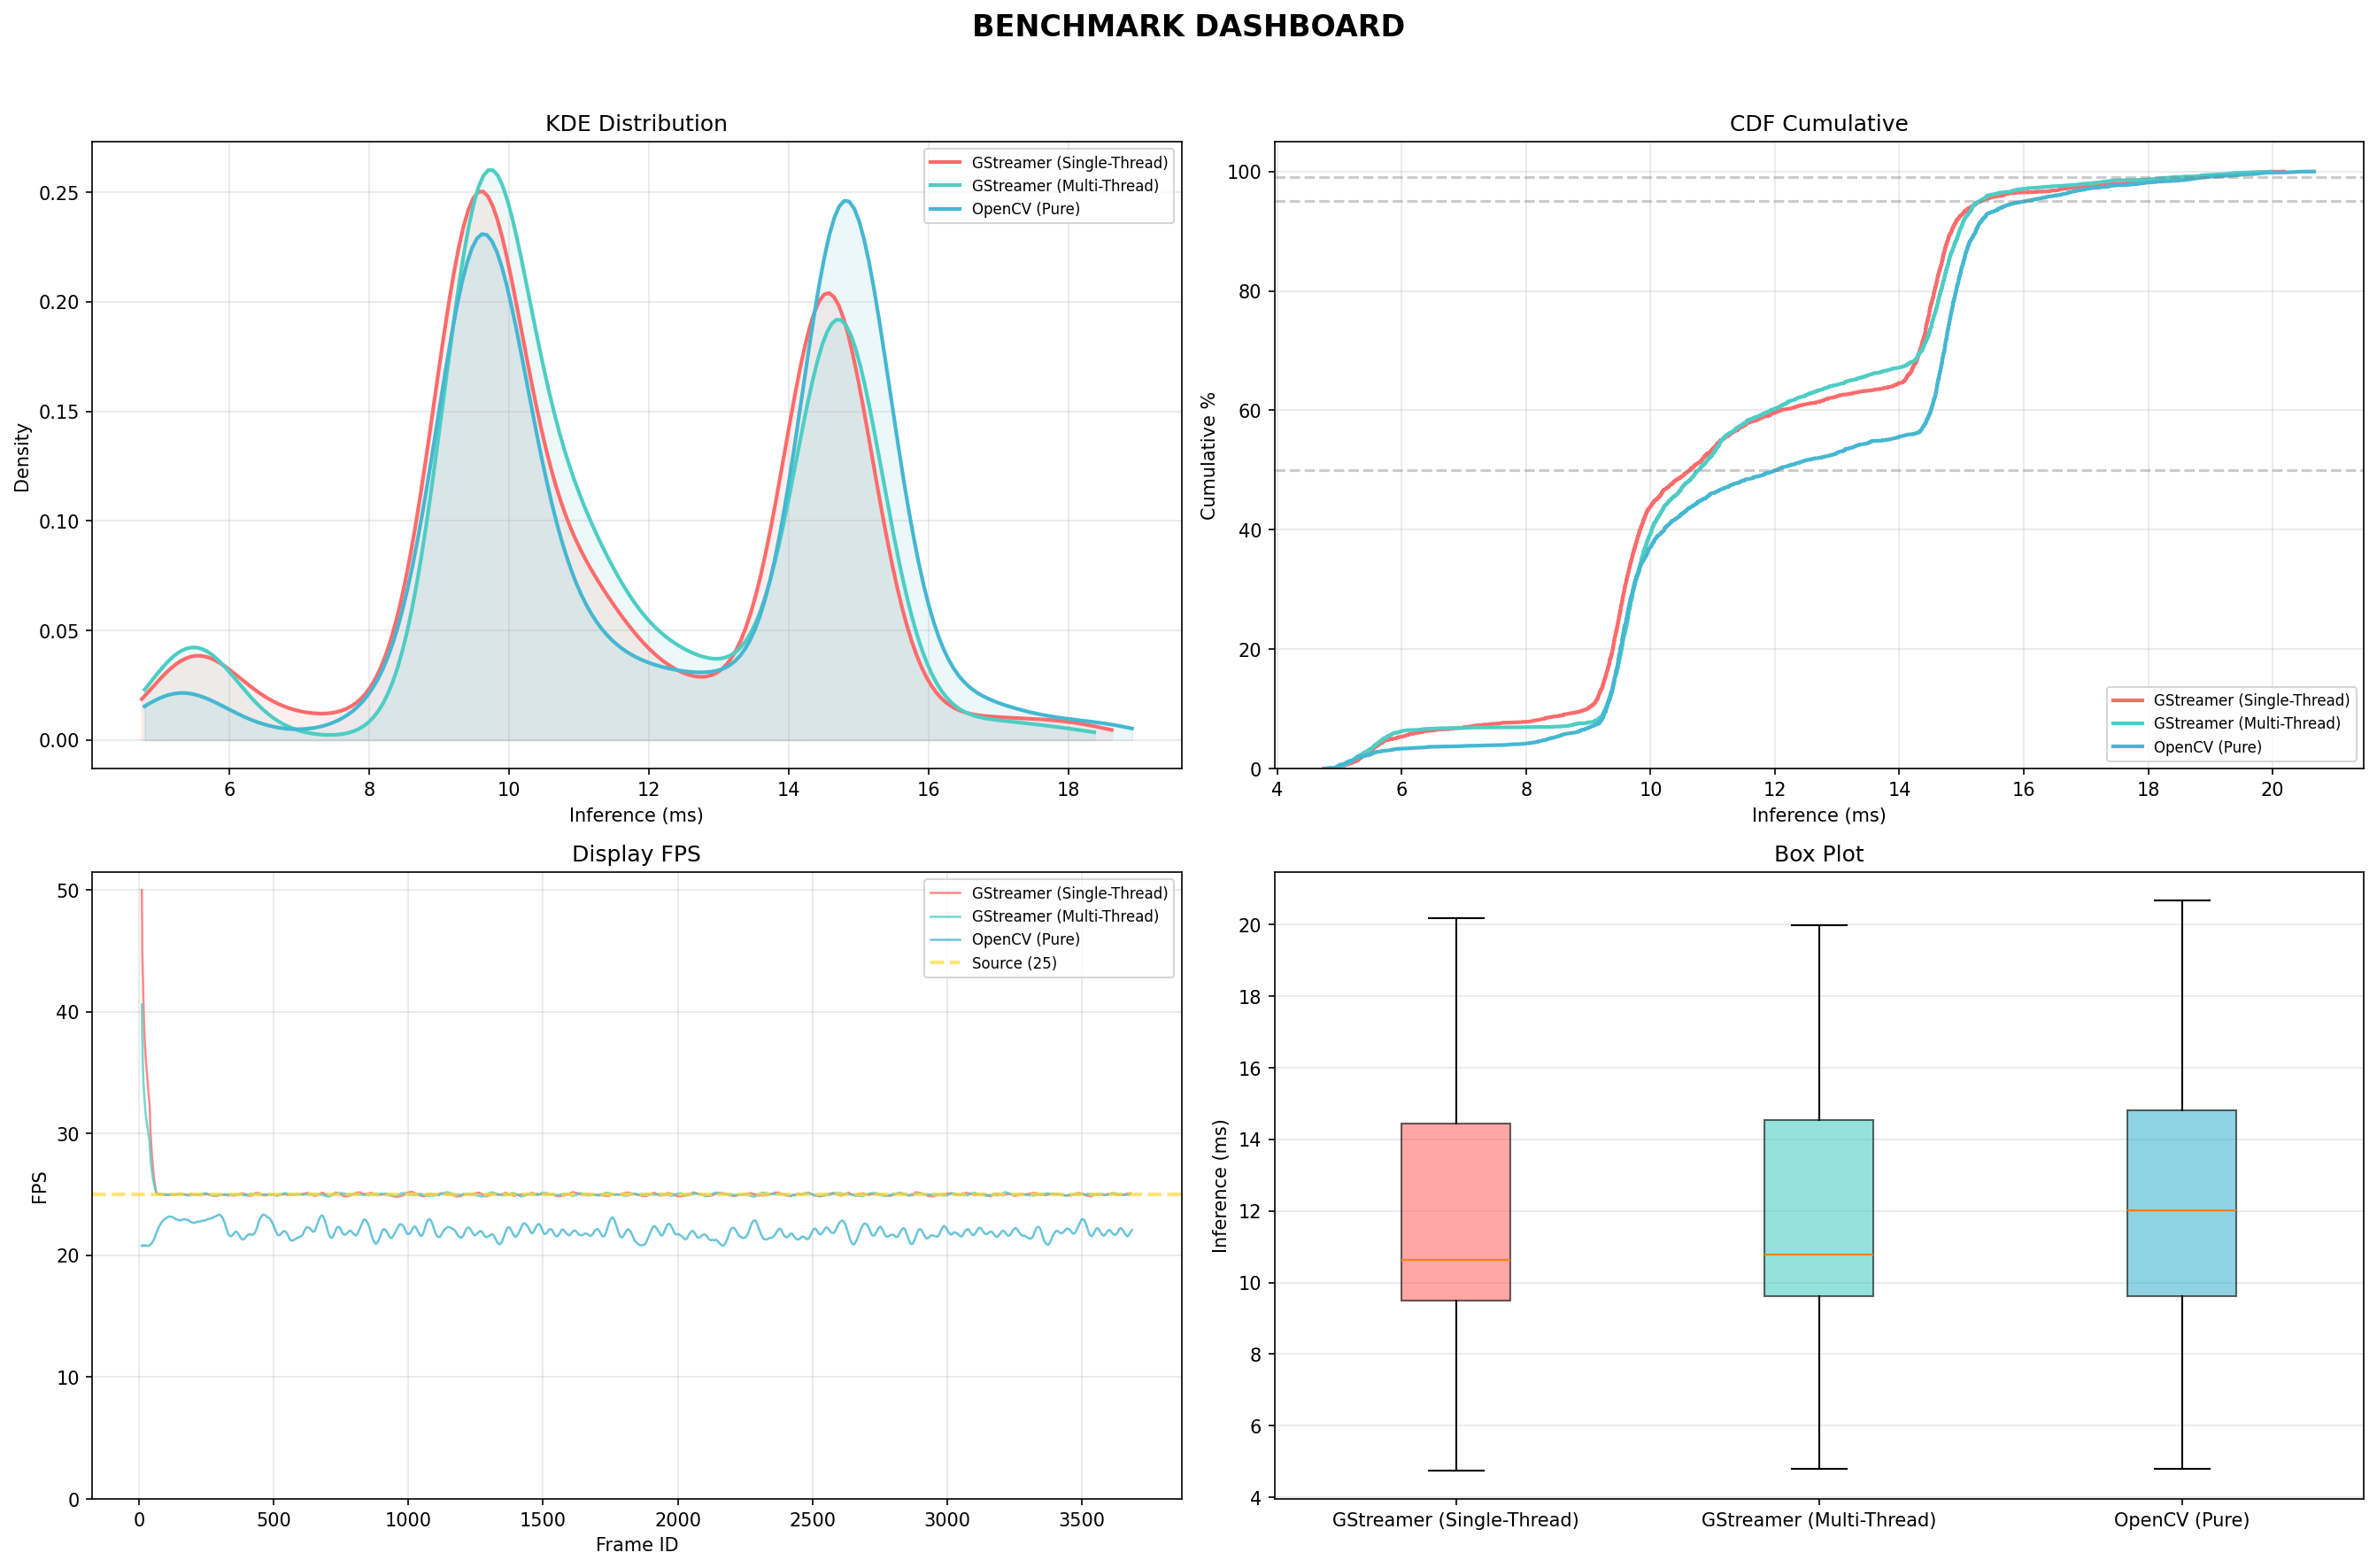 BENCHMARK DASHBOARD
KDE Distribution
GStreamer (Single-Thread)
GStreamer (Multi-Thread)
OpenCV (Pure)
Density
0.25
0.20
0.15
0.10
0.05
0.00
6 8 10 12 14 16 18
Inference (ms)
CDF Cumulative
Cumulative %
100
80
60
40
20
0
GStreamer (Single-Thread)
GStreamer (Multi-Thread)
OpenCV (Pure)
4 6 8 10 12 14 16 18 20
Inference (ms)
Display FPS
GStreamer (Single-Thread)
GStreamer (Multi-Thread)
OpenCV (Pure)
Source (25)
FPS
50
40
30
20
10
0
0 500 1000 1500 2000 2500 3000 3500
Frame ID
Box Plot
Inference (ms)
20
18
16
14
12
10
8
6
4
GStreamer (Single-Thread) GStreamer (Multi-Thread) OpenCV (Pure)